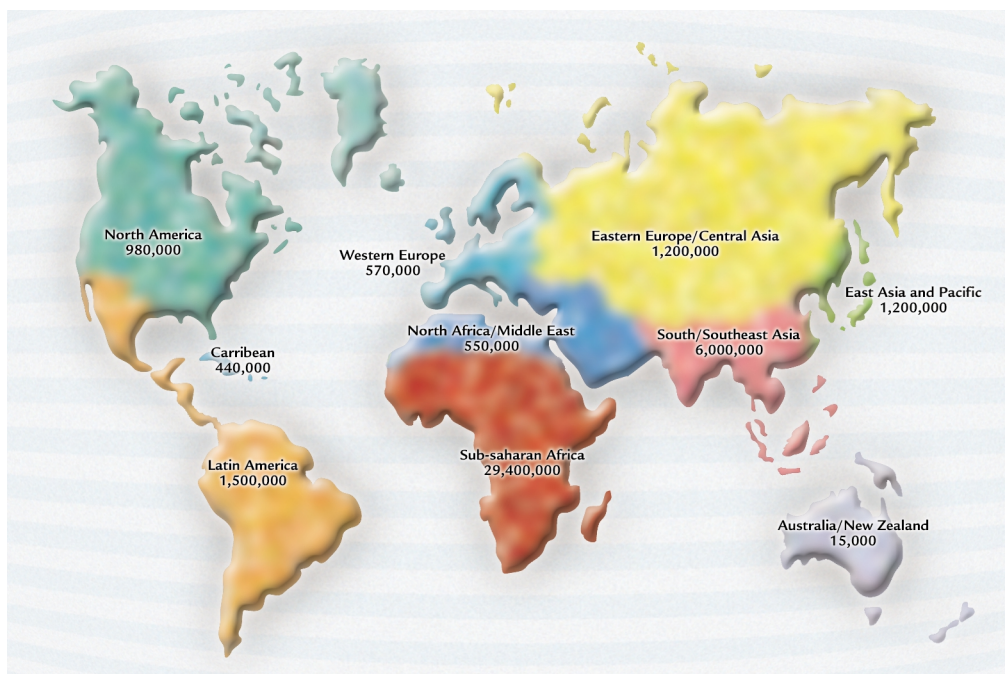 North America
980,000
Western Europe
570,000
Eastern Europe/Central Asia
1,200,000
East Asia and Pacific
1,200,000
North Africa/Middle East
550,000
South/Southeast Asia
6,000,000
Carribean
440,000
Latin America
1,500,000
Sub-saharan Africa
29,400,000
Australia/New Zealand
15,000